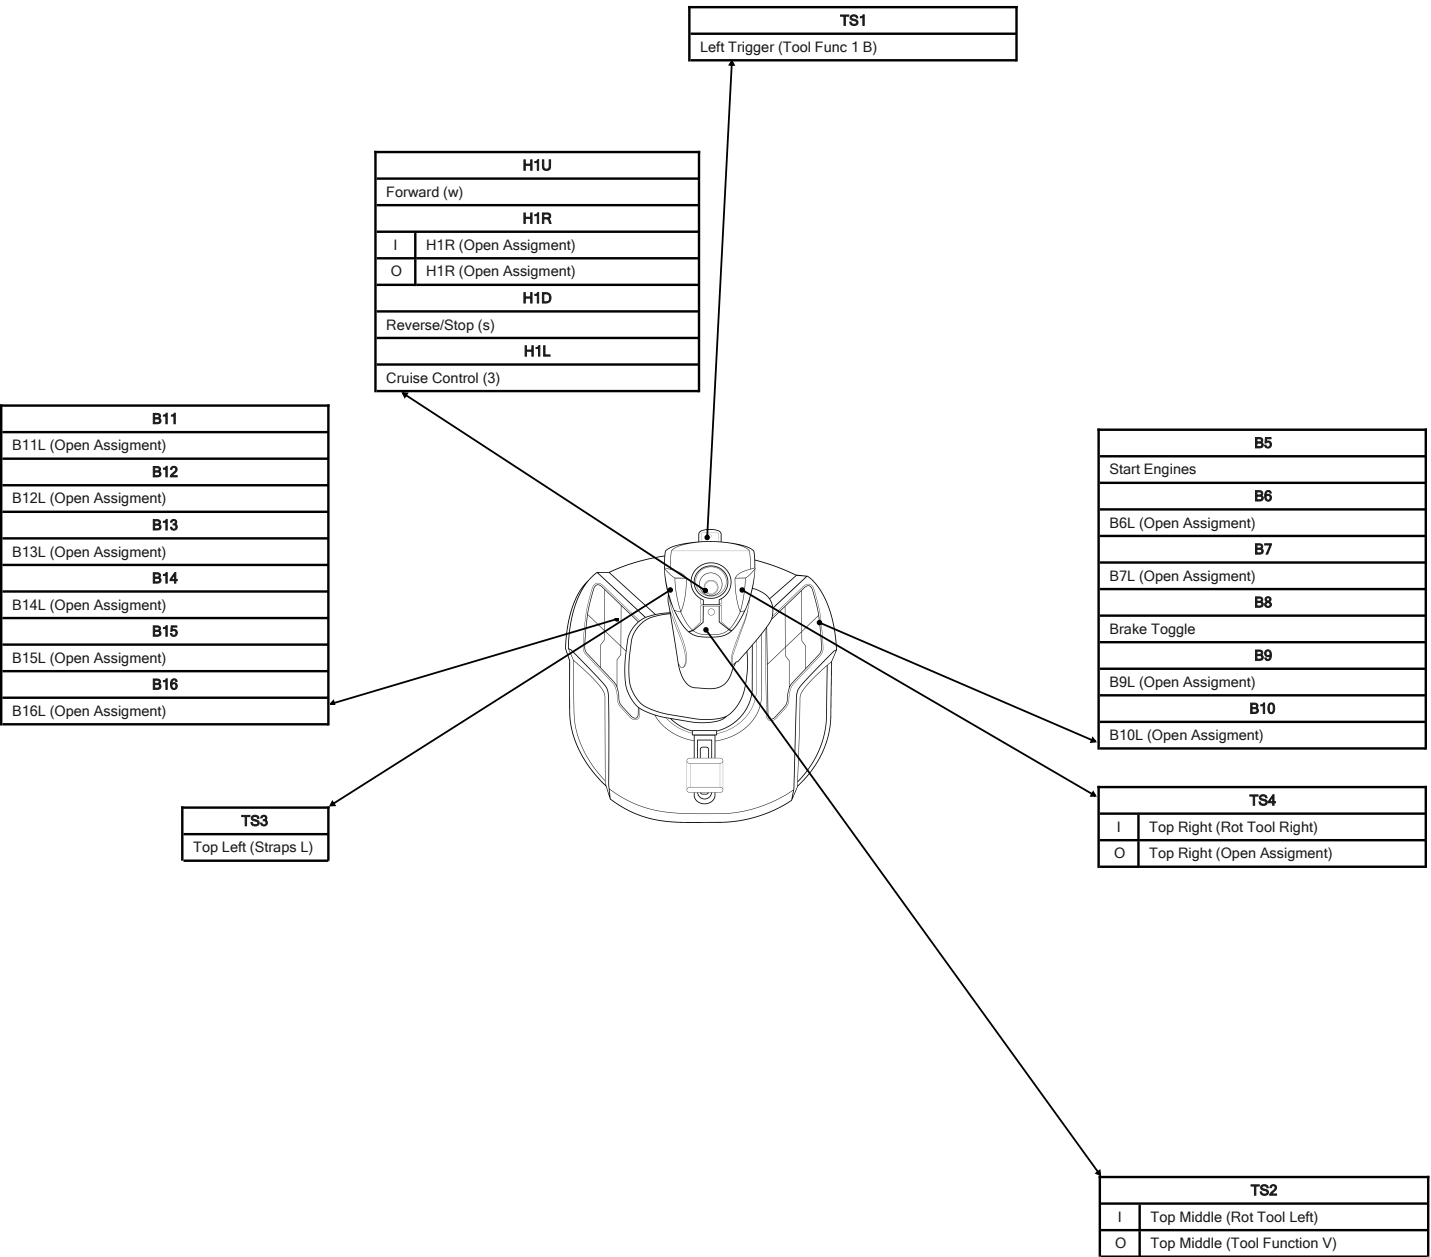 TS1
Left Trigger (Tool Func 1 B)
H1U
Forward (w)
H1R
I H1R (Open Assigment)
O H1R (Open Assigment)
H1D
Reverse/Stop (s)
H1L
Cruise Control (3)
B11
B11L (Open Assigment)
B12
B12L (Open Assigment)
B13
B13L (Open Assigment)
B14
B14L (Open Assigment)
B15
B15L (Open Assigment)
B16
B16L (Open Assigment)
B5
Start Engines
B6
B6L (Open Assigment)
B7
B7L (Open Assigment)
B8
Brake Toggle
B9
B9L (Open Assigment)
B10
B10L (Open Assigment)
TS3
Top Left (Straps L)
TS4
I Top Right (Rot Tool Right)
O Top Right (Open Assigment)
TS2
I Top Middle (Rot Tool Left)
O Top Middle (Tool Function V)